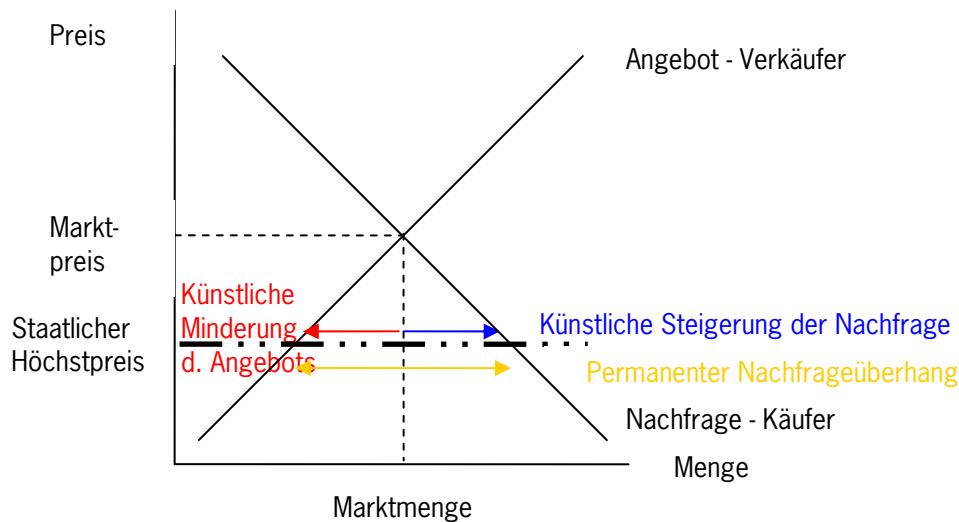 Preis
Angebot - Verkäufer
Markt-
preis
Künstliche
Minderung
d. Angebots
Staatlicher
Höchstpreis
Künstliche Steigerung der Nachfrage
Permanenter Nachfrageüberhang
Nachfrage - Käufer
Menge
Marktmenge